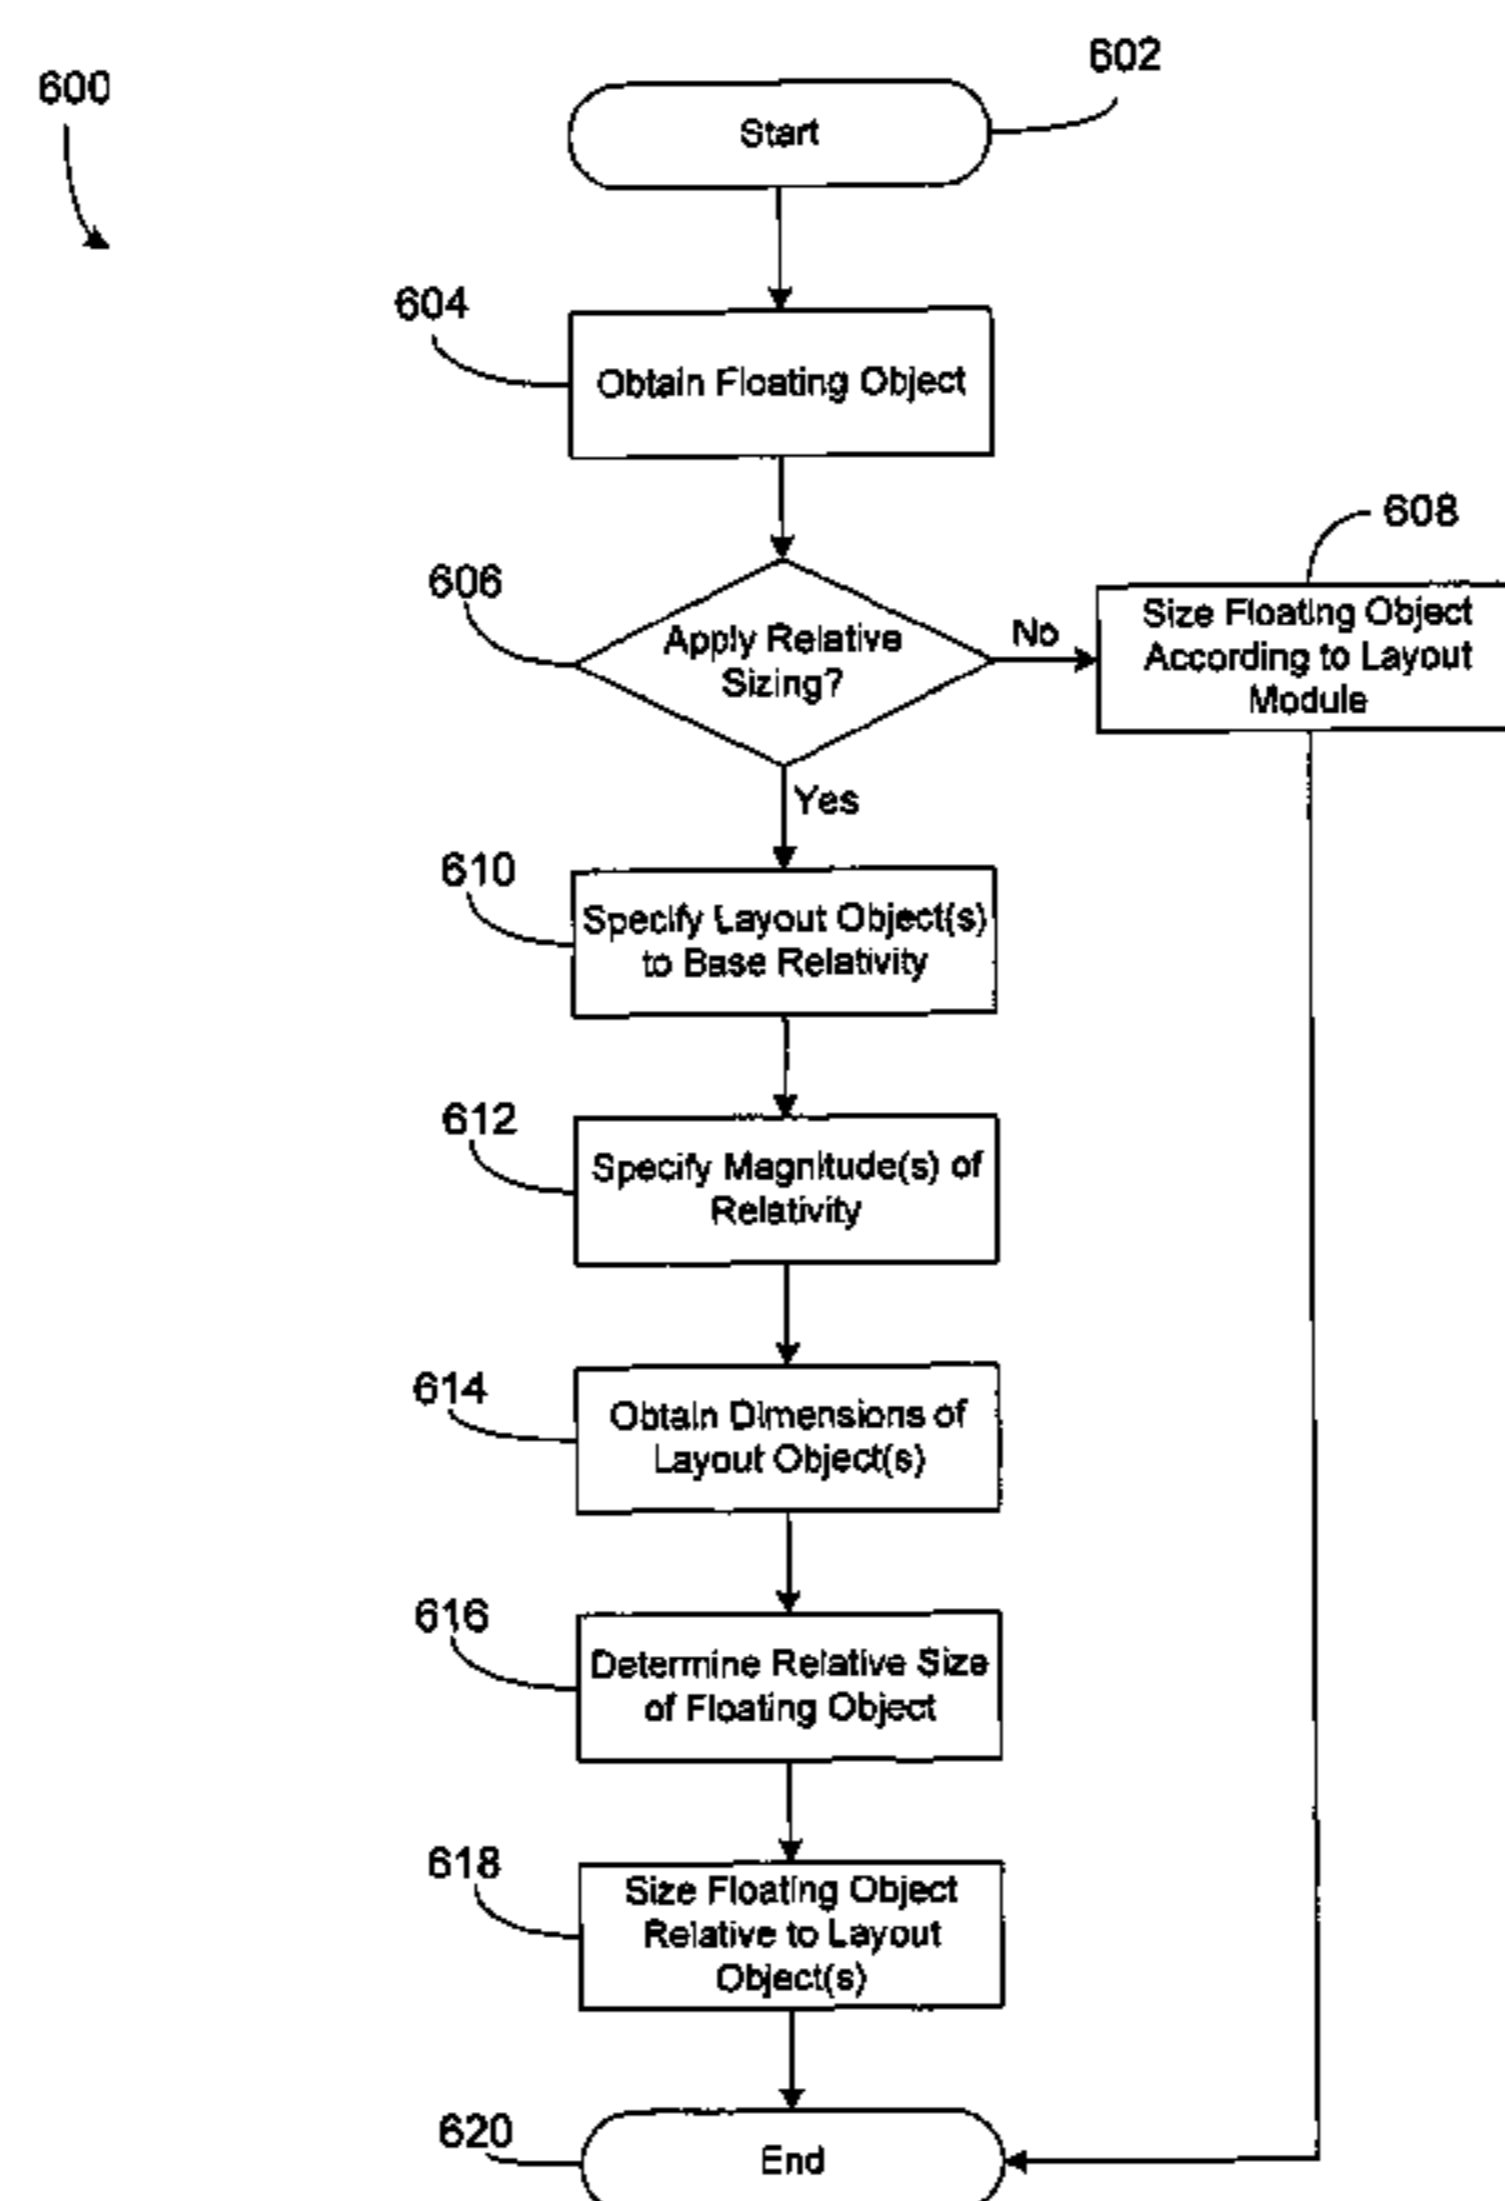 600
602
Start
604
Obtain Floating Object
606
Apply Relative
Sizing?
No
608
Size Floating Object
According to Layout
Module
Yes
610
Specify Layout Object(s)
to Base Relativity
612
Specify Magnitude(s) of
Relativity
614
Obtain Dimensions of
Layout Object(s)
616
Determine Relative Size
of Floating Object
618
Size Floating Object
Relative to Layout
Object(s)
620
End